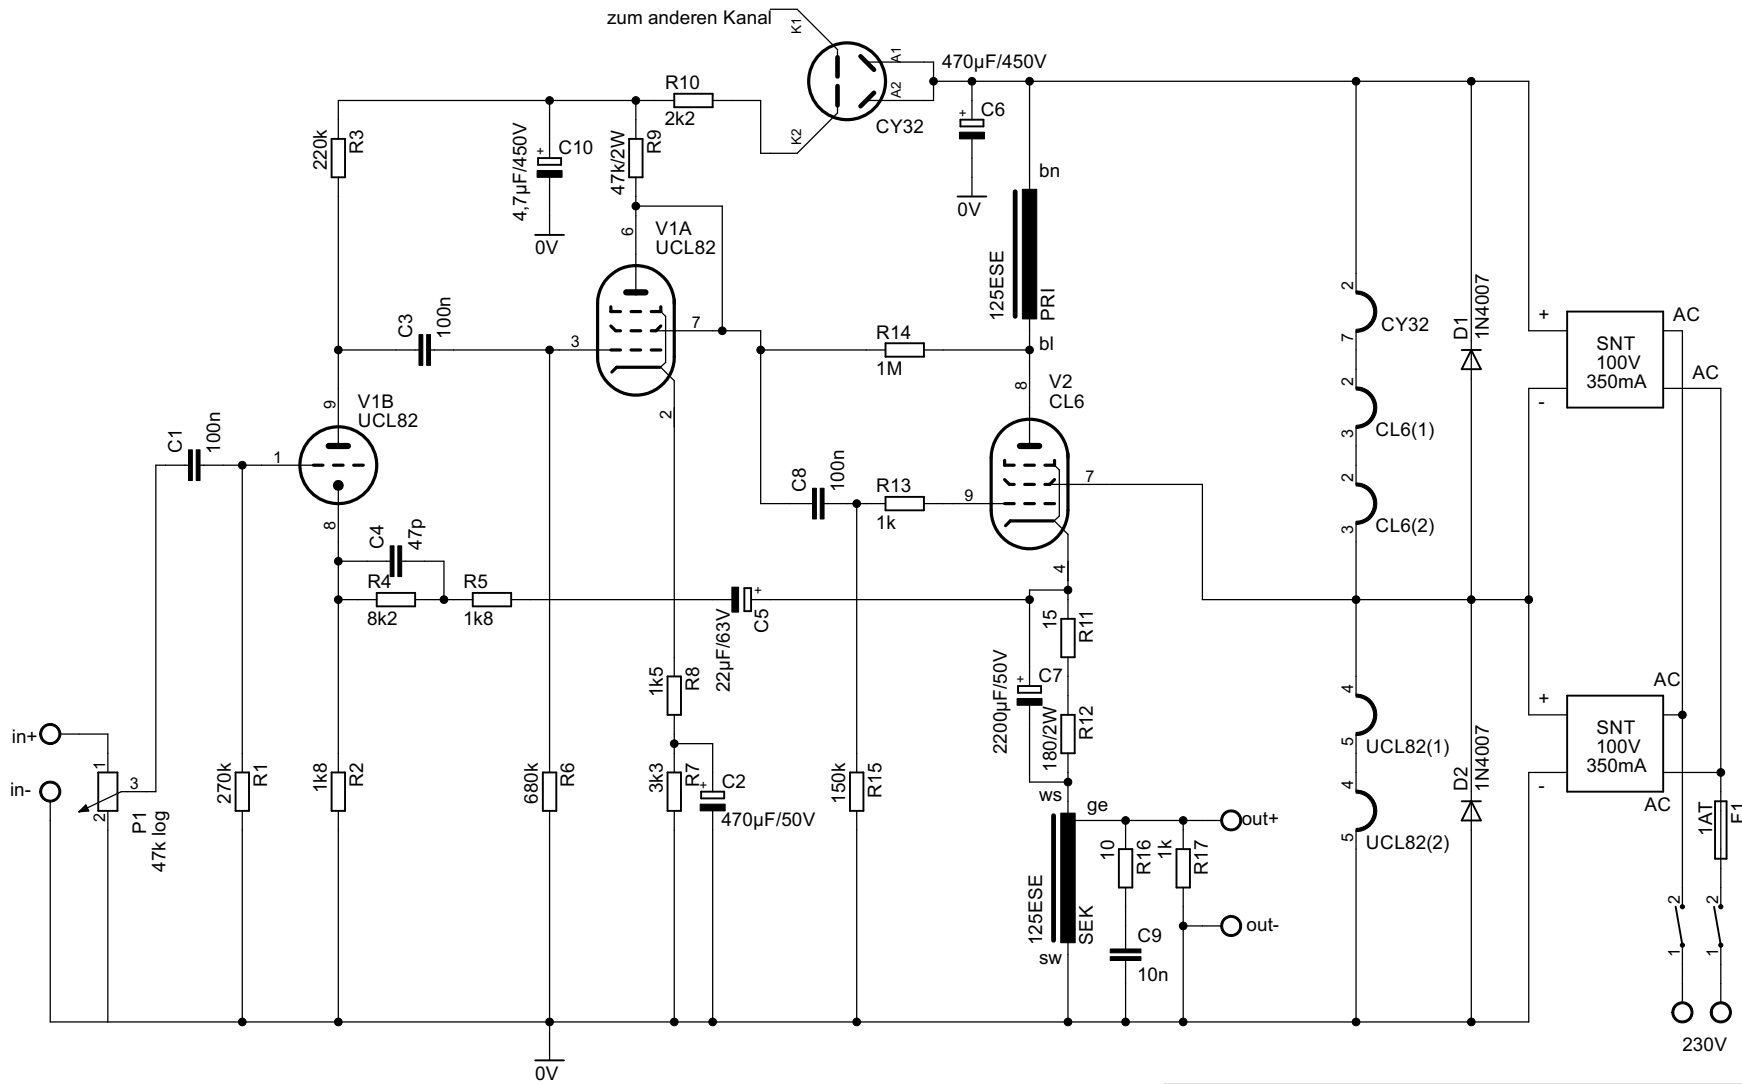 zum anderen Kanal
K1
A1
A2
K2
CY32
470µF/450V
+
C6
0V
R10
2k2
220k
R3
4,7µF/450V
+
C10
0V
47k/2W
R9
6
V1A
UCL82
7
3
2
C3
100n
9
V1B
UCL82
1
8
C1
100n
C4
47p
R4
8k2
R5
1k8
22µF/63V
+
C5
bn
125ESE
PRI
bl
R14
1M
8
V2
CL6
7
9
4
C8
100n
R13
1k
15
R11
2200µF/50V
+
C7
180/2W
R12
1k5
R8
3k3
R7
+
C2
470µF/50V
in+
in-
1
3
2
P1
47k log
270k
R1
1k8
R2
680k
R6
150k
R15
ws
ge
125ESE
SEK
sw
10
R16
1k
R17
C9
10n
out+
out-
0V
2
7
CY32
2
3
CL6(1)
2
3
CL6(2)
4
5
UCL82(1)
4
5
UCL82(2)
D1
1N4007
D2
1N4007
+
-
SNT
100V
350mA
AC
AC
+
-
SNT
100V
350mA
AC
AC
1AT
F1
2
1
2
1
230V